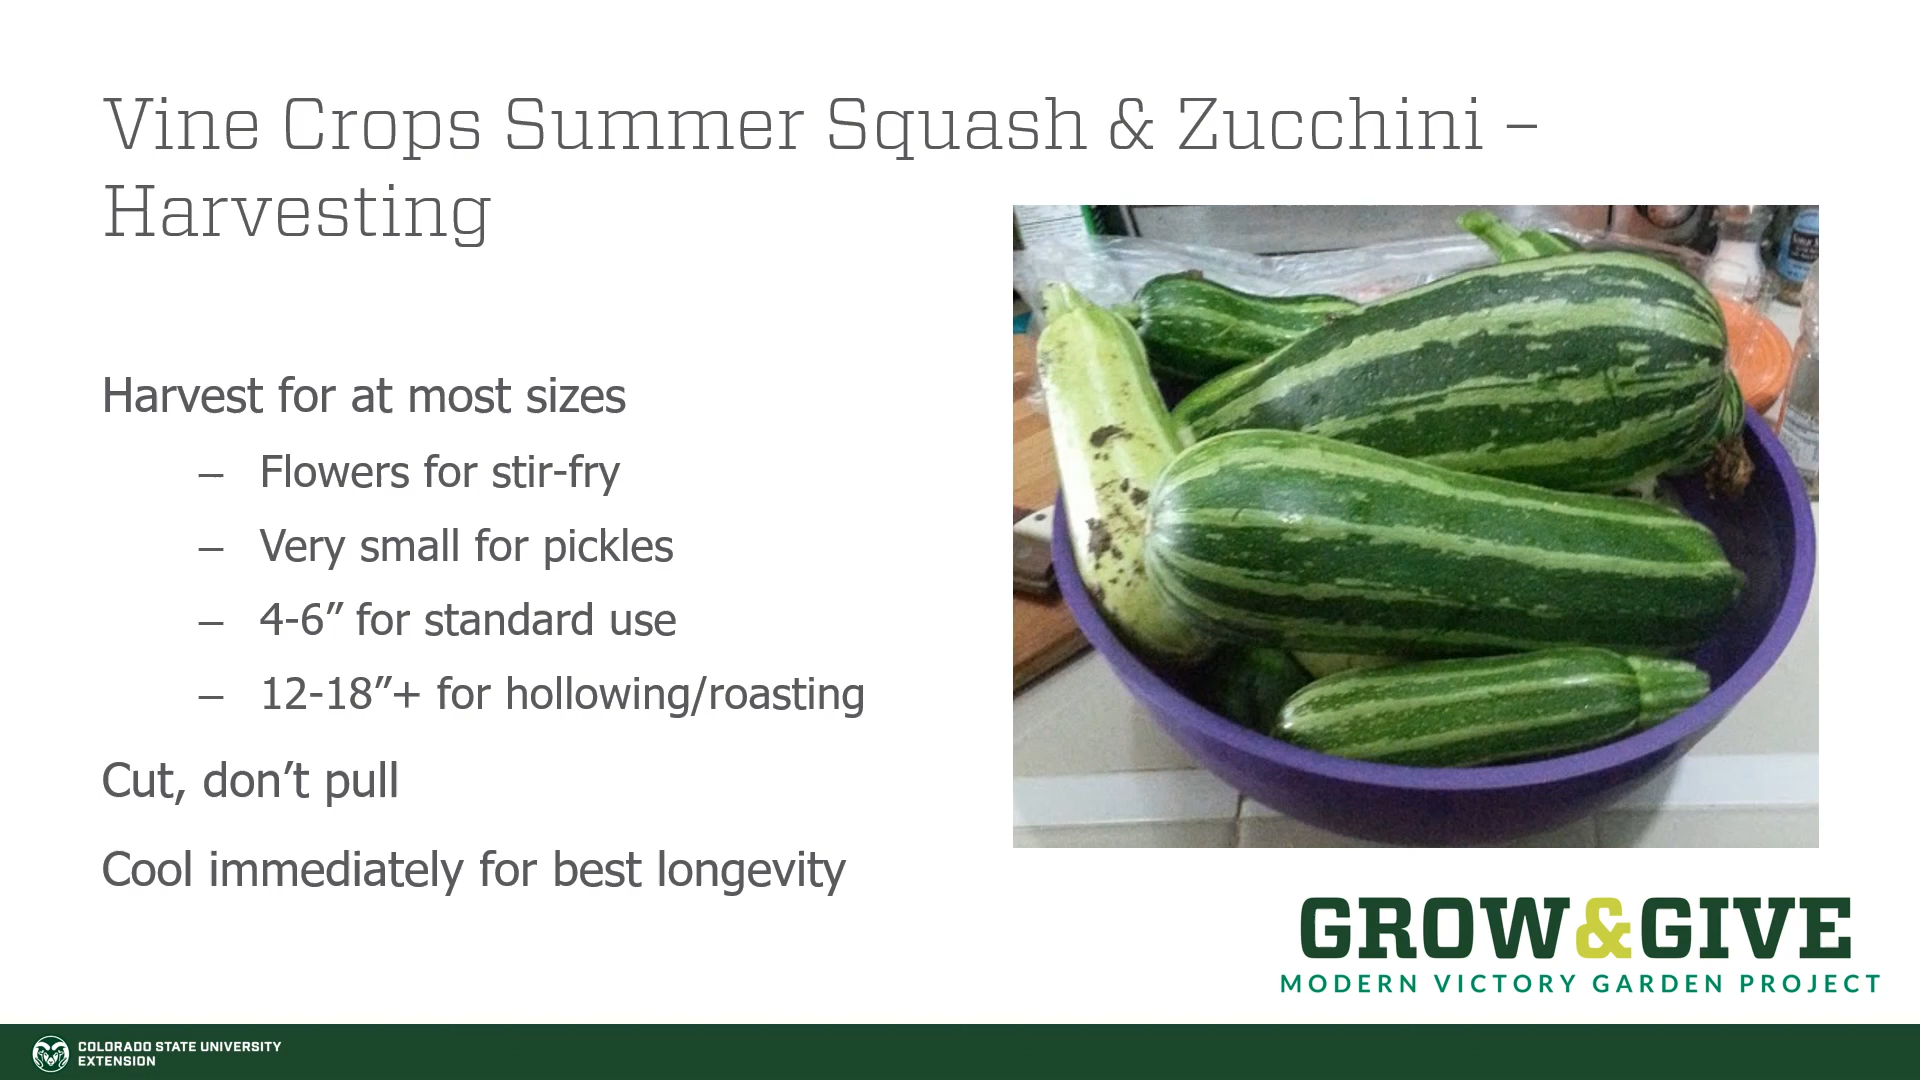 Vine Crops Summer Squash & Zucchini –
Harvesting
Harvest for at most sizes
– Flowers for stir-fry
– Very small for pickles
– 4-6” for standard use
– 12-18”+ for hollowing/roasting
Cut, don’t pull
Cool immediately for best longevity
GROW&GIVE
MODERN VICTORY GARDEN PROJECT
COLORADO STATE UNIVERSITY
EXTENSION